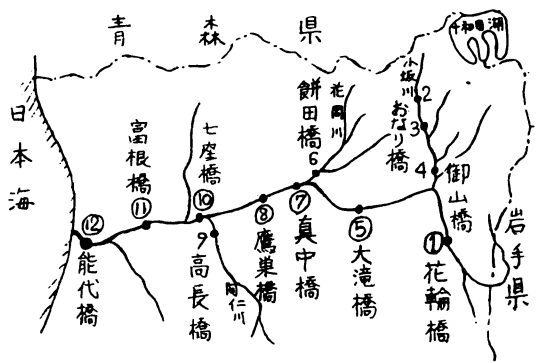 青森県
十和田湖
日本海
岩手県
小坂川
花岡川
阿仁川
2
おなり橋
3
4
御山橋
① 花輪橋
⑤ 大滝橋
餅田橋
6
⑦ 真中橋
⑧ 鷹巣橋
七座橋
⑩
9 高長橋
富根橋
⑪
⑫ 能代橋